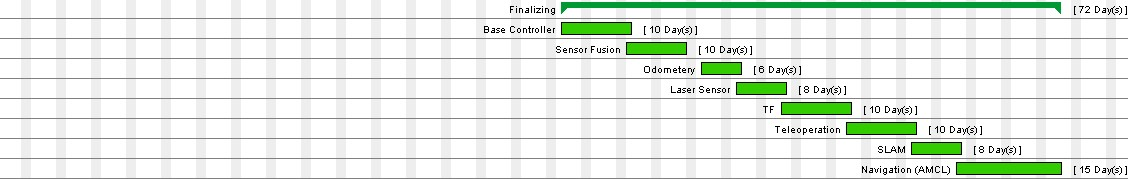 Finalizing [ 72 Day(s) ]
Base Controller [ 10 Day(s) ]
Sensor Fusion [ 10 Day(s) ]
Odometery [ 6 Day(s) ]
Laser Sensor [ 8 Day(s) ]
TF [ 10 Day(s) ]
Teleoperation [ 10 Day(s) ]
SLAM [ 8 Day(s) ]
Navigation (AMCL) [ 15 Day(s) ]